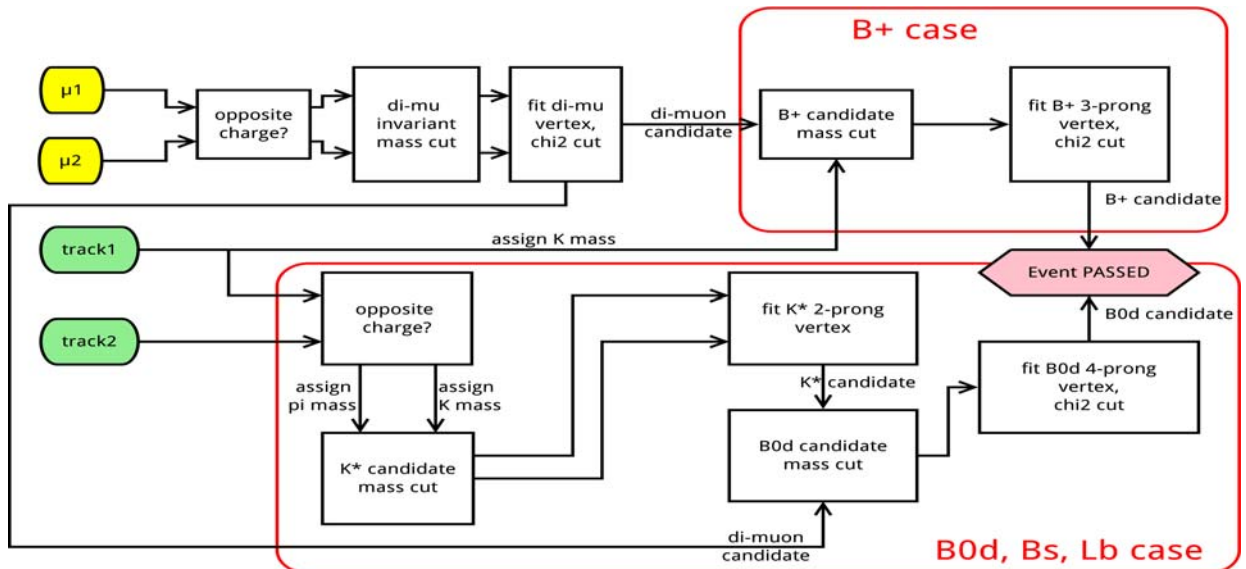 B+ case
µ1
µ2
opposite
charge?
di-mu
invariant
mass cut
fit di-mu
vertex,
chi2 cut
di-muon
candidate
B+ candidate
mass cut
fit B+ 3-prong
vertex,
chi2 cut
B+ candidate
track1
assign K mass
Event PASSED
track2
opposite
charge?
fit K* 2-prong
vertex
B0d candidate
fit B0d 4-prong
vertex,
chi2 cut
assign
pi mass
assign
K mass
K* candidate
K* candidate
mass cut
B0d candidate
mass cut
di-muon
candidate
B0d, Bs, Lb case